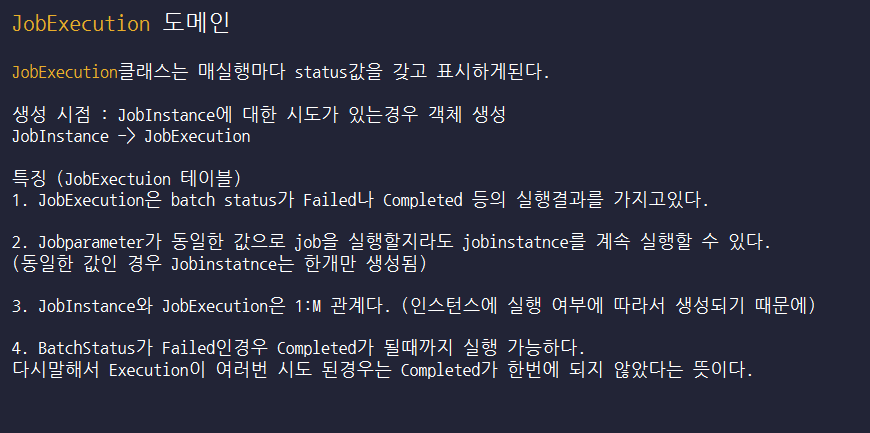 JobExecution 도메인
JobExecution클래스는 매실행마다 status값을 갖고 표시하게된다.
생성 시점 : JobInstance에 대한 시도가 있는경우 객체 생성
JobInstance -> JobExecution
특징 (JobExectuion 테이블)
1. JobExecution은 batch status가 Failed나 Completed 등의 실행결과를 가지고있다.
2. Jobparameter가 동일한 값으로 job을 실행할지라도 jobinstatnce를 계속 실행할 수 있다.
(동일한 값인 경우 Jobinstatnce는 한개만 생성됨)
3. JobInstance와 JobExecution은 1:M 관계다. (인스턴스에 실행 여부에 따라서 생성되기 때문에)
4. BatchStatus가 Failed인경우 Completed가 될때까지 실행 가능하다.
다시말해서 Execution이 여러번 시도 된경우는 Completed가 한번에 되지 않았다는 뜻이다.